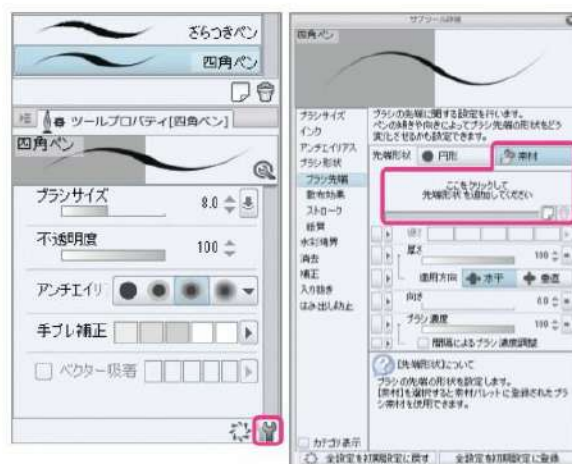 ざらつきペン
四角ペン
ツールプロパティ[四角ペン]
四角ペン
ブラシサイズ 8.0
不透明度 100
アンチエイリ
手ブレ補正
ベクター吸着
サブツール詳細
四角ペン
ブラシサイズ
インク
アンチエイリアス
ブラシ形状
ブラシ先端
散布効果
ストローク
紙質
水彩境界
消去
補正
入り抜き
はみ出し防止
カテゴリ表示
ブラシの先端に関する設定を行います。
ペンの傾きや向きによってブラシ先端の形状をどう
変化させるかも設定できます。
先端形状 円形 素材
ここをクリックして
先端形状を追加してください
硬さ
厚さ 100
適用方向 水平 垂直
向き
ブラシ濃度 100
間隔によるブラシ濃度調整
[先端形状]について
ブラシの先端の形状を設定します。
[素材]を選択すると素材パレットに登録されたブラ
シ素材を使用できます。
全設定を初期設定に戻す 全設定を初期設定に登録